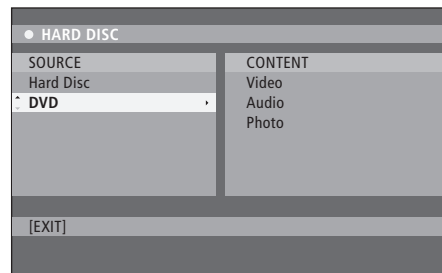 HARD DISC
SOURCE
Hard Disc
DVD
CONTENT
Video
Audio
Photo
[EXIT]